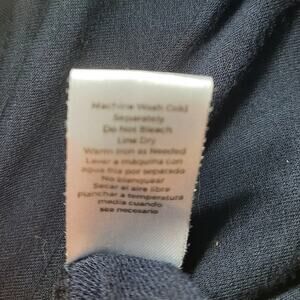 Machine Wash Cold
Separately
Do Not Bleach
Line Dry
Warm Iron as Needed
Lavar a máquina con
agua fria por separado
No blanquear
Secar al aire libre
planchar a temperatura
media cuando
sea necesario